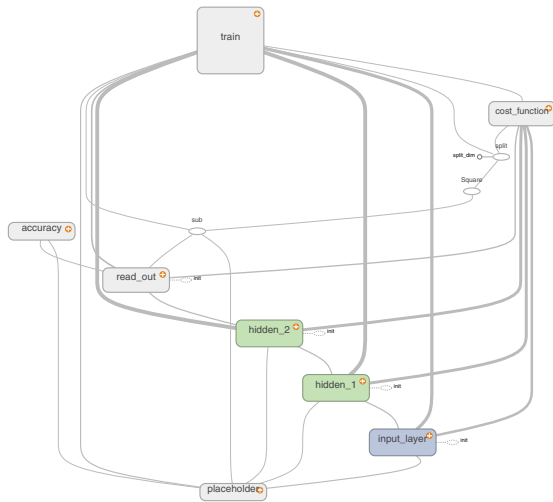 train
cost_function
split
split_dim
Square
sub
accuracy
read_out
init
hidden_2
init
hidden_1
init
input_layer
init
placeholder